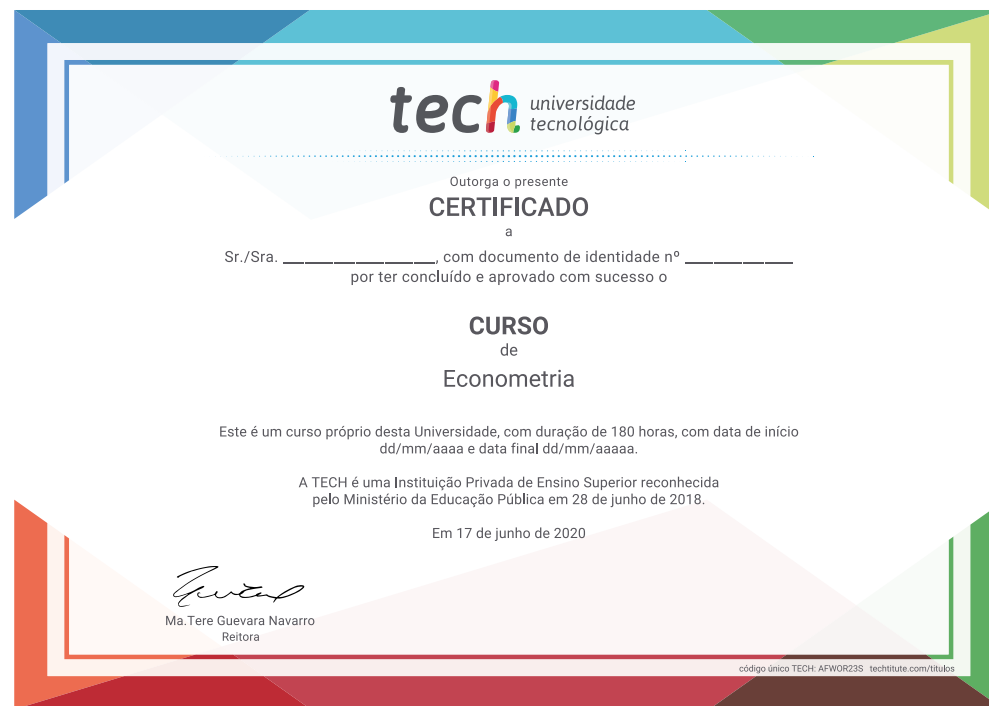 tech universidade
tecnológica
Outorga o presente
CERTIFICADO
a
Sr./Sra. ______________, com documento de identidade nº __________
por ter concluído e aprovado com sucesso o
CURSO
de
Econometria
Este é um curso próprio desta Universidade, com duração de 180 horas, com data de início
dd/mm/aaaa e data final dd/mm/aaaaa.
A TECH é uma Instituição Privada de Ensino Superior reconhecida
pelo Ministério da Educação Pública em 28 de junho de 2018.
Em 17 de junho de 2020
Ma.Tere Guevara Navarro
Reitora
código único TECH: AFWOR23S techtitute.com/titulos